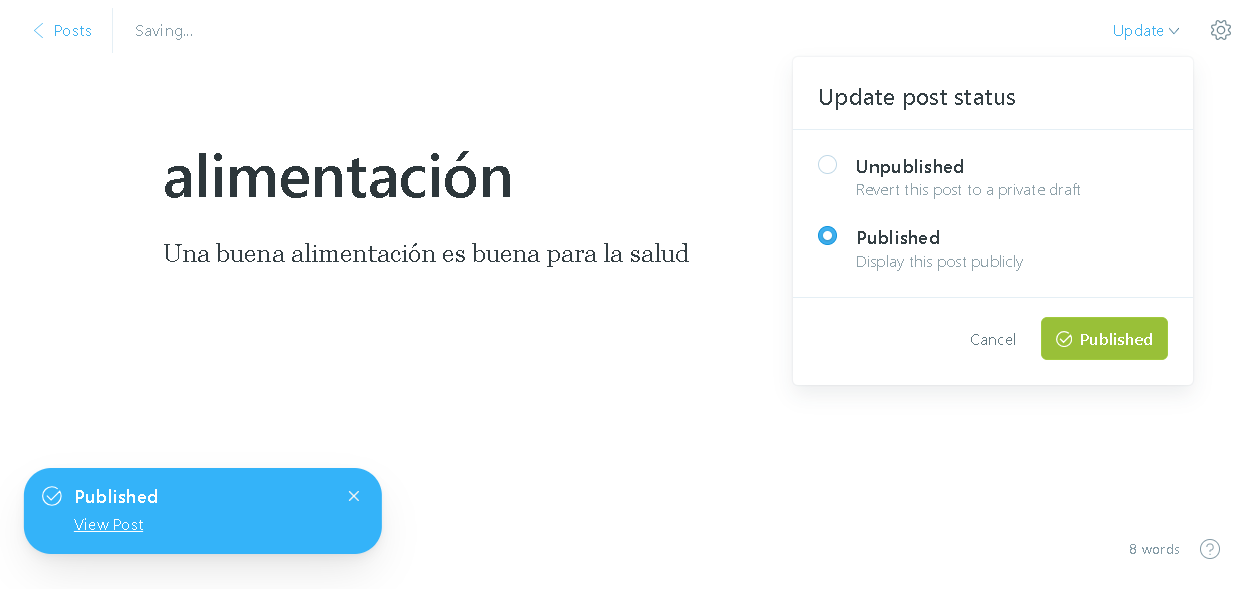 Posts
Saving...
Update
Update post status
Unpublished
Revert this post to a private draft
Published
Display this post publicly
Cancel
Published
alimentación
Una buena alimentación es buena para la salud
Published
View Post
8 words
?